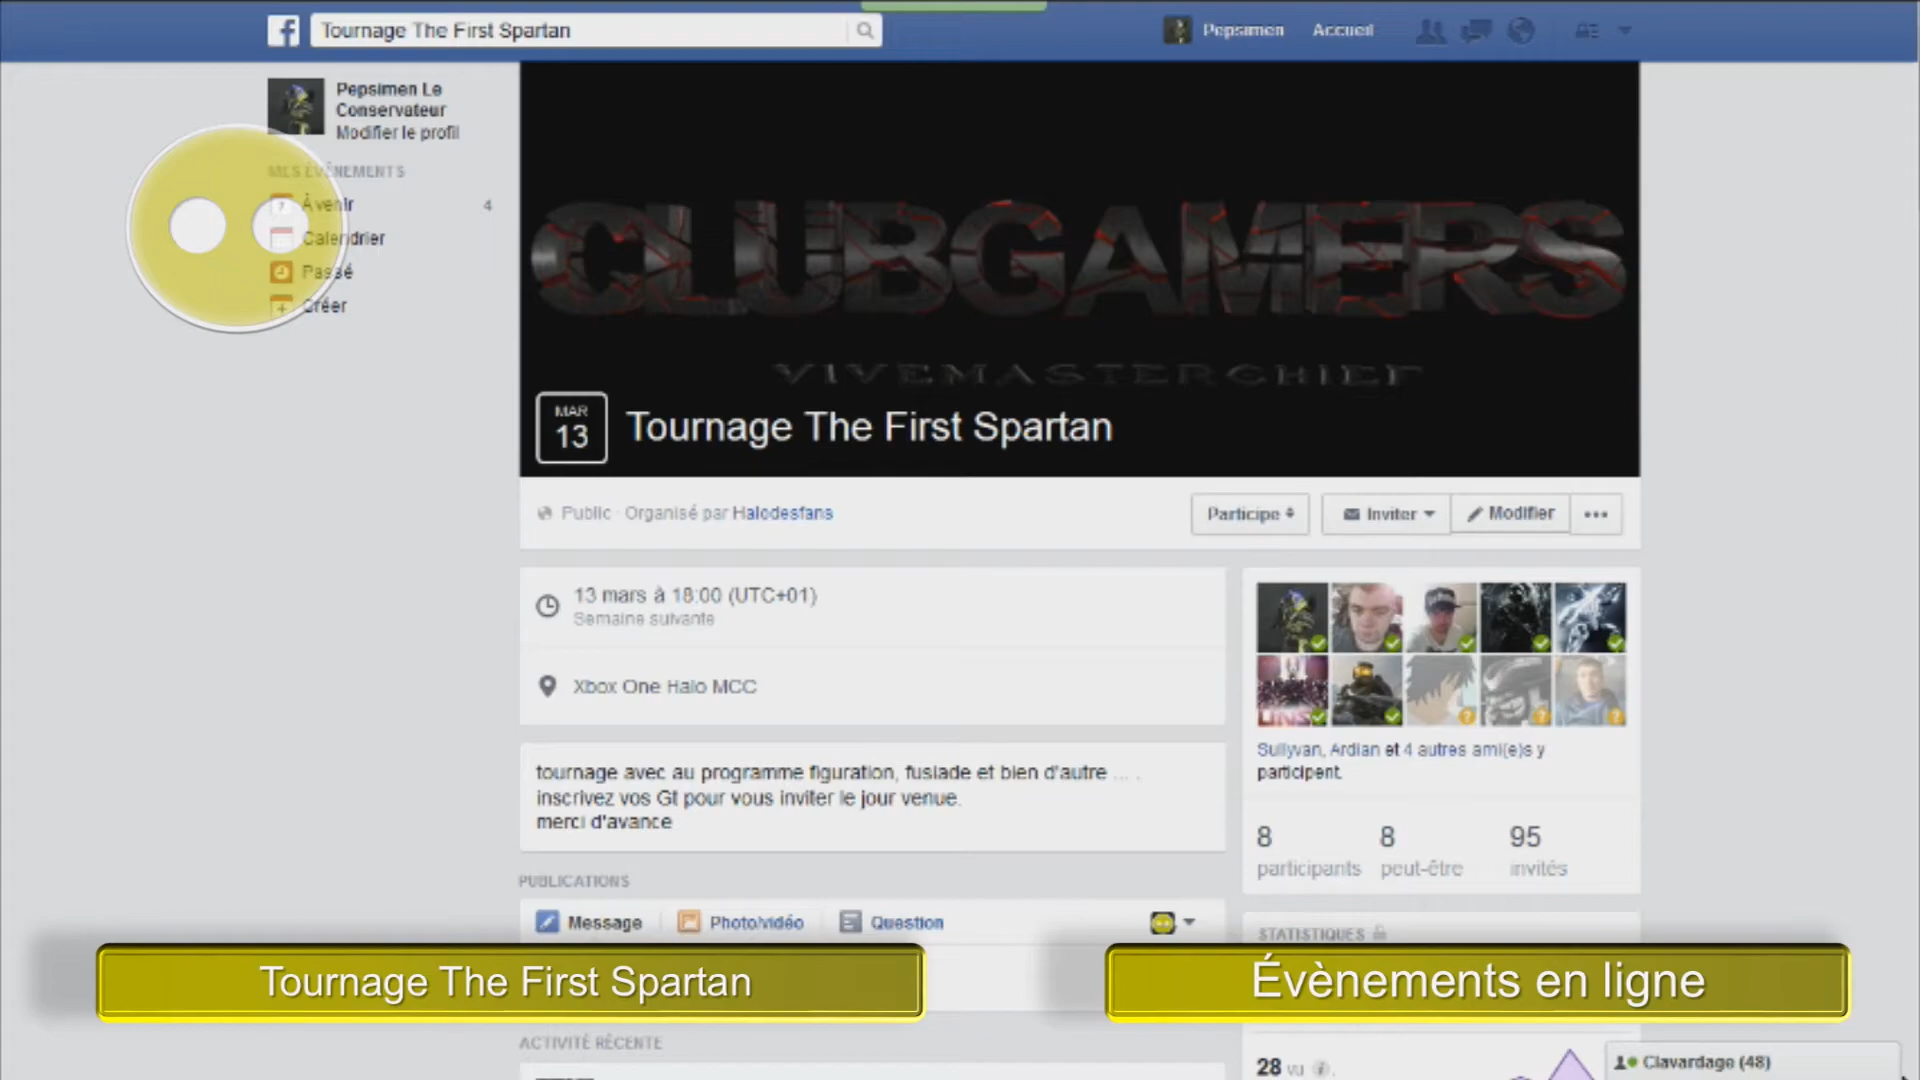 Tournage The First Spartan
Pepsimen
Accueil
Pepsimen Le
Conservateur
Modifier le profil
MES ÉVÈNEMENTS
À venir
4
Calendrier
Passé
Créer
CLUBGAMERS
VIVEMASTERCHIEF
MAR
13
Tournage The First Spartan
Public · Organisé par Halodesfans
Participe
Inviter
Modifier
13 mars à 18:00 (UTC+01)
Semaine suivante
Xbox One Halo MCC
tournage avec au programme figuration, fusiade et bien d'autre ... .
inscrivez vos Gt pour vous inviter le jour venue.
merci d'avance
Sullyvan, Ardian et 4 autres ami(e)s y
participent.
8
participants
8
peut-être
95
invités
PUBLICATIONS
Message
Photo/vidéo
Question
STATISTIQUES
Tournage The First Spartan
Évènements en ligne
ACTIVITÉ RÉCENTE
28 vu
Clavardage (48)